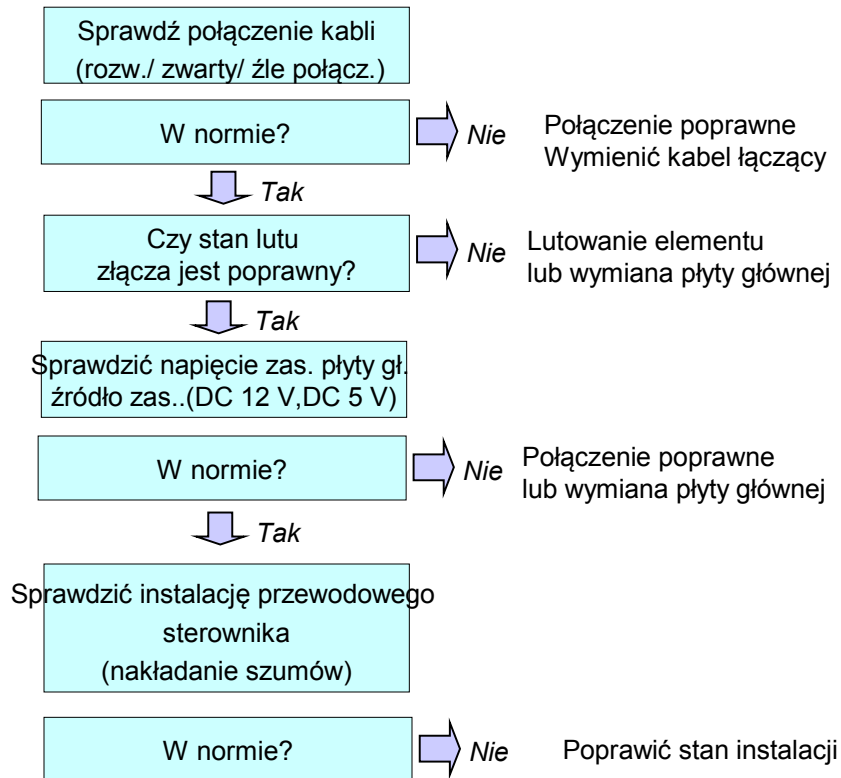 Sprawdź połączenie kabli
(rozw./ zwarty/ źle połącz.)
W normie?
Nie
Połączenie poprawne
Wymienić kabel łączący
Tak
Czy stan lutu
złącza jest poprawny?
Nie
Lutowanie elementu
lub wymiana płyty głównej
Tak
Sprawdzić napięcie zas. płyty gł.
źródło zas..(DC 12 V,DC 5 V)
W normie?
Nie
Połączenie poprawne
lub wymiana płyty głównej
Tak
Sprawdzić instalację przewodowego
sterownika
(nakładanie szumów)
W normie?
Nie
Poprawić stan instalacji